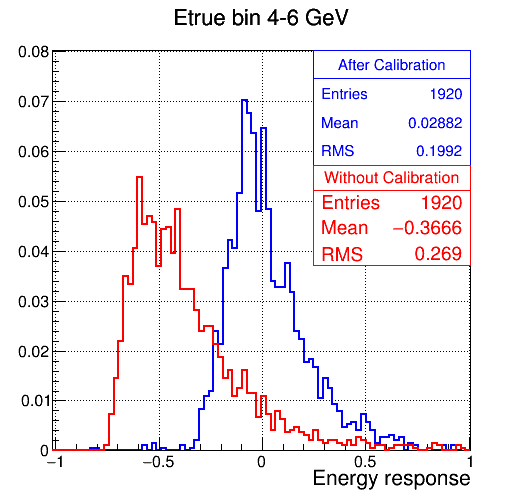 Etrue bin 4-6 GeV
0.08
0.07
0.06
0.05
0.04
0.03
0.02
0.01
0
−1
−0.5
0
0.5
1
Energy response
After Calibration
Entries 1920
Mean 0.02882
RMS 0.1992
Without Calibration
Entries 1920
Mean −0.3666
RMS 0.269